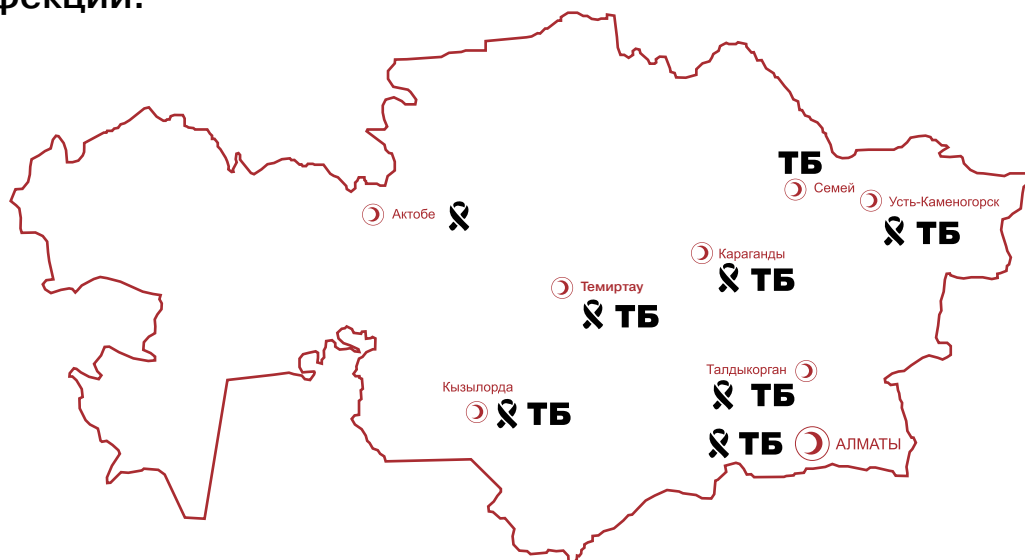 фекции:
ТБ
Семей
Усть-Каменогорск
Актобе
ТБ
Караганды
ТБ
Темиртау
ТБ
Талдыкорган
ТБ
Кызылорда
ТБ
ТБ
АЛМАТЫ